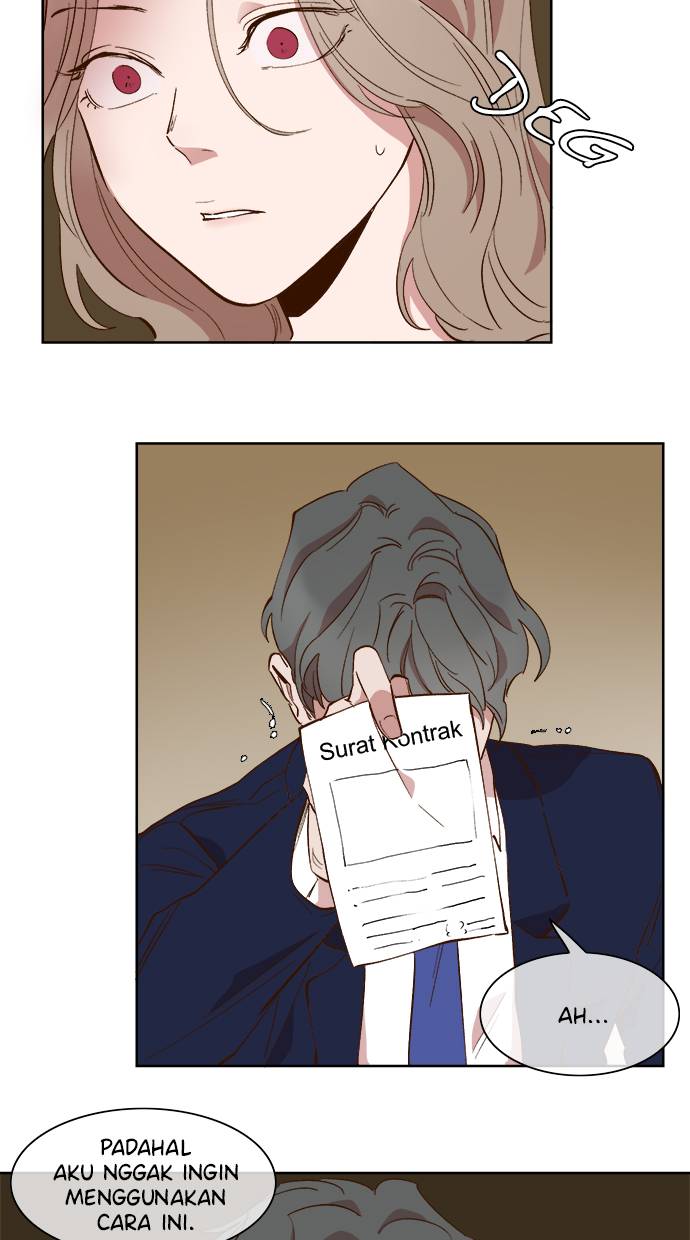 DEG
Surat Kontrak
AH...
PADAHAL
AKU NGGAK INGIN
MENGGUNAKAN
CARA INI.